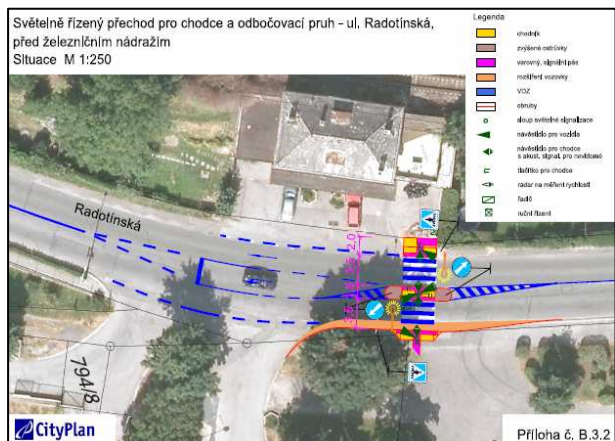 Světelně řízený přechod pro chodce a odbočovací pruh - ul. Radotínská,
před železničním nádražím
Situace M 1:250
Legenda
chodník
zvýšené ostrůvky
varovný, signální pás
rozšíření vozovky
VDZ
obruby
sloup světelné signalizace
návěstidlo pro vozidla
návěstidlo pro chodce
s akust. signal. pro nevidomé
tlačítko pro chodce
radar na měření rychlosti
řadič
ruční řízení
Radotínská
794/8
CityPlan
Příloha č. B.3.2